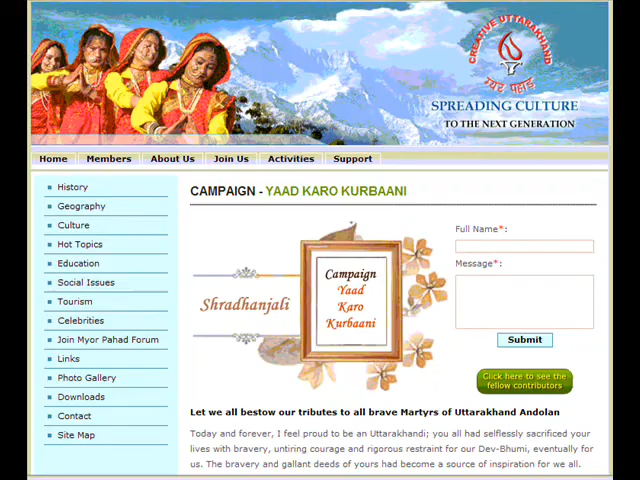 CREATIVE UTTARAKHAND
म्यर पहाड़
SPREADING CULTURE
TO THE NEXT GENERATION
Home Members About Us Join Us Activities Support
History
Geography
Culture
Hot Topics
Education
Social Issues
Tourism
Celebrities
Join Myor Pahad Forum
Links
Photo Gallery
Downloads
Contact
Site Map
CAMPAIGN - YAAD KARO KURBAANI
Shradhanjali
Campaign
Yaad
Karo
Kurbaani
Full Name*:
Message*:
Submit
Click here to see the
fellow contributors
Let we all bestow our tributes to all brave Martyrs of Uttarakhand Andolan
Today and forever, I feel proud to be an Uttarakhandi; you all had selflessly sacrificed your
lives with bravery, untiring courage and rigorous restraint for our Dev-Bhumi, eventually for
us. The bravery and gallant deeds of yours had become a source of inspiration for we all.